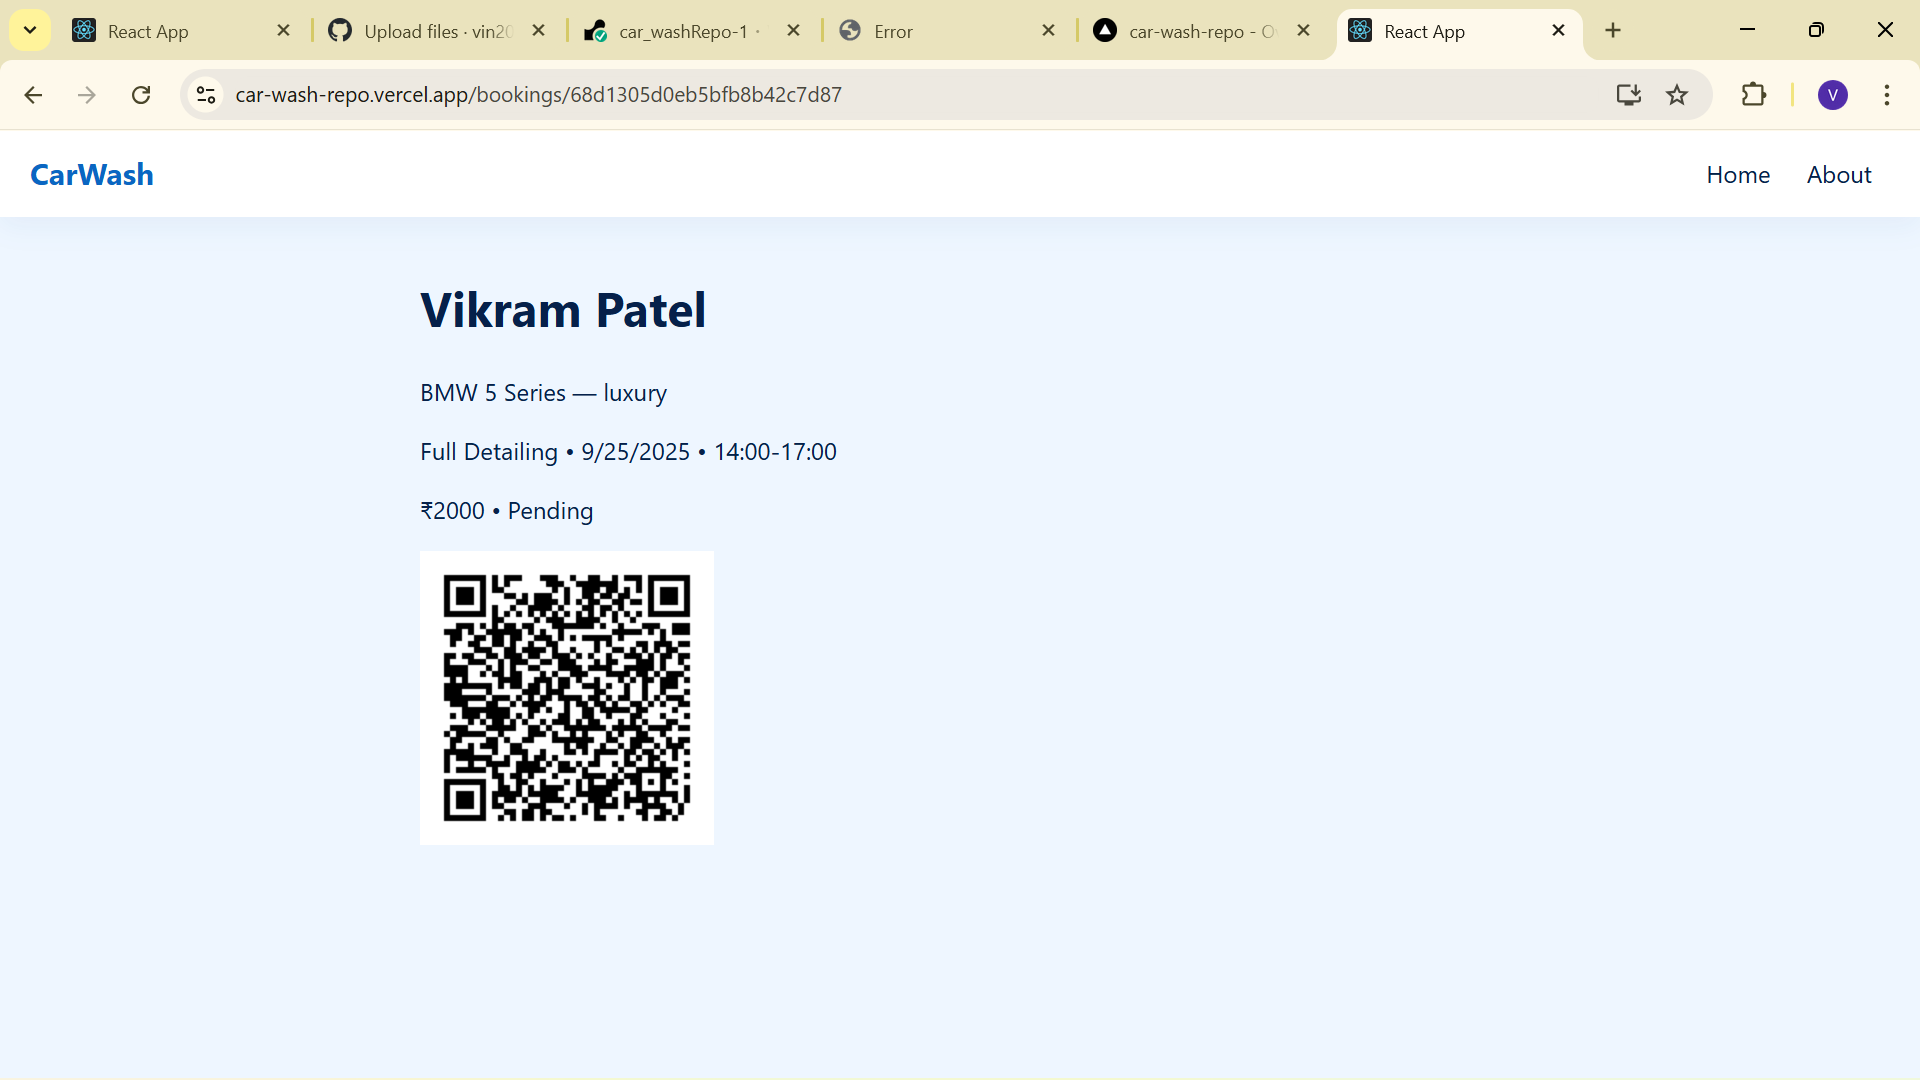 React App
Upload files · vin20
car_washRepo-1 ·
Error
car-wash-repo - Ov
React App
car-wash-repo.vercel.app/bookings/68d1305d0eb5bfb8b42c7d87
V
CarWash
Home
About
Vikram Patel
BMW 5 Series — luxury
Full Detailing • 9/25/2025 • 14:00-17:00
₹2000 • Pending